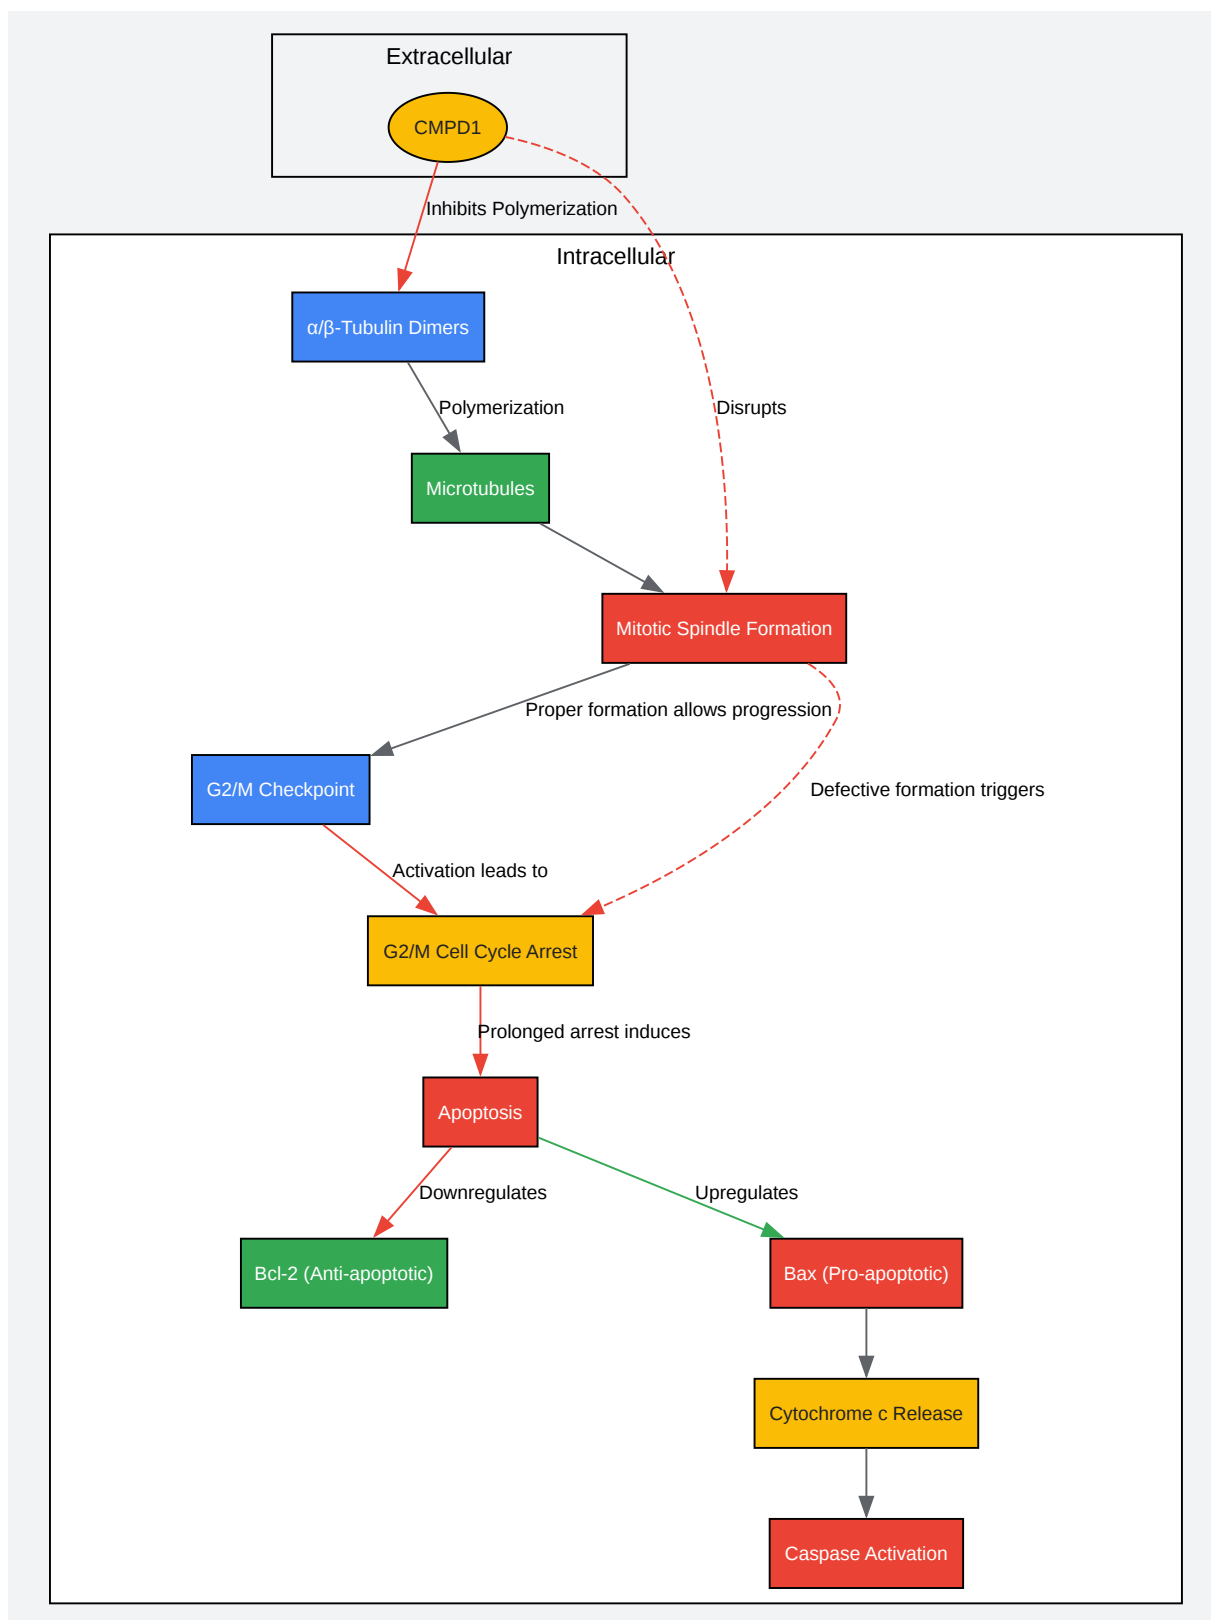 Extracellular
CMPD1
Inhibits Polymerization
Intracellular
α/β-Tubulin Dimers
Polymerization
Disrupts
Microtubules
Mitotic Spindle Formation
Proper formation allows progression
G2/M Checkpoint
Defective formation triggers
Activation leads to
G2/M Cell Cycle Arrest
Prolonged arrest induces
Apoptosis
Downregulates
Upregulates
Bcl-2 (Anti-apoptotic)
Bax (Pro-apoptotic)
Cytochrome c Release
Caspase Activation